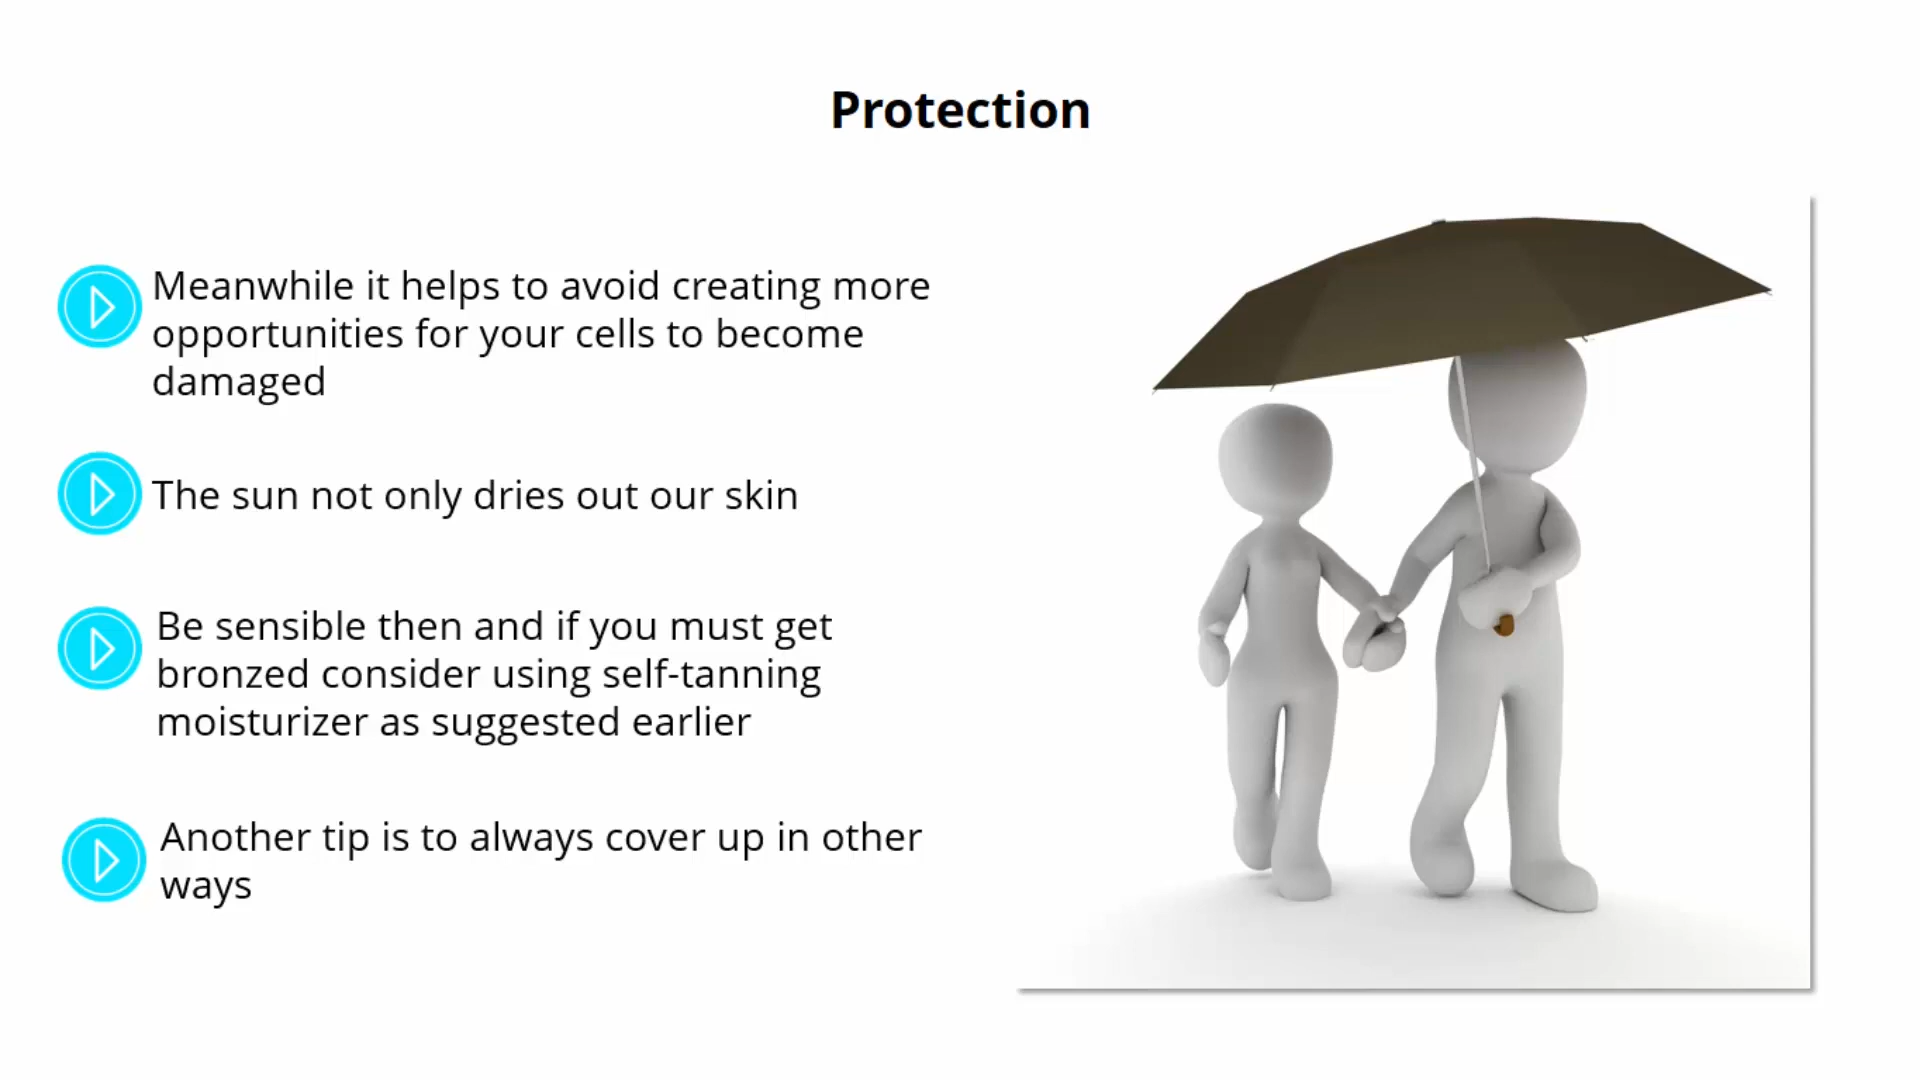 Protection
Meanwhile it helps to avoid creating more
opportunities for your cells to become
damaged
The sun not only dries out our skin
Be sensible then and if you must get
bronzed consider using self-tanning
moisturizer as suggested earlier
Another tip is to always cover up in other
ways